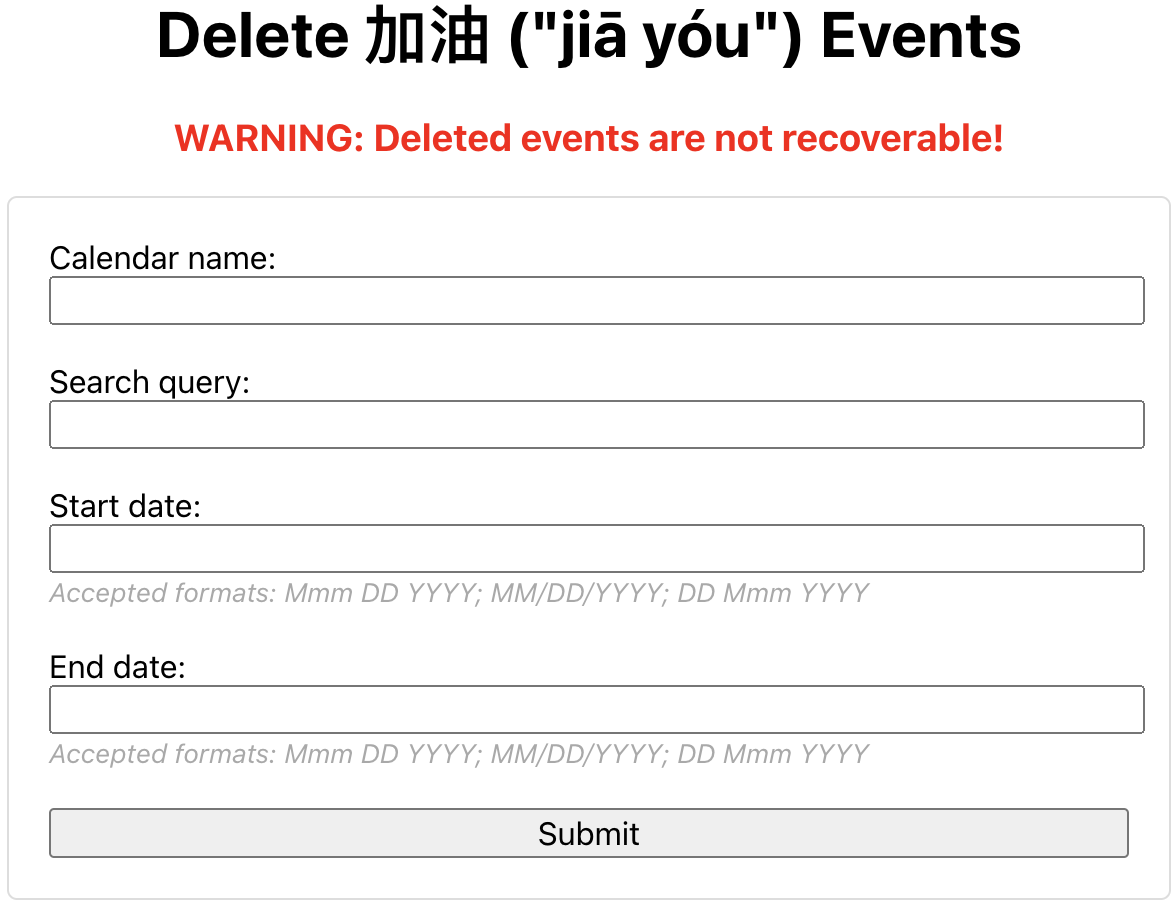 Delete 加油 ("jiā yóu") Events
WARNING: Deleted events are not recoverable!
Calendar name:
Search query:
Start date:
Accepted formats: Mmm DD YYYY; MM/DD/YYYY; DD Mmm YYYY
End date:
Accepted formats: Mmm DD YYYY; MM/DD/YYYY; DD Mmm YYYY
Submit